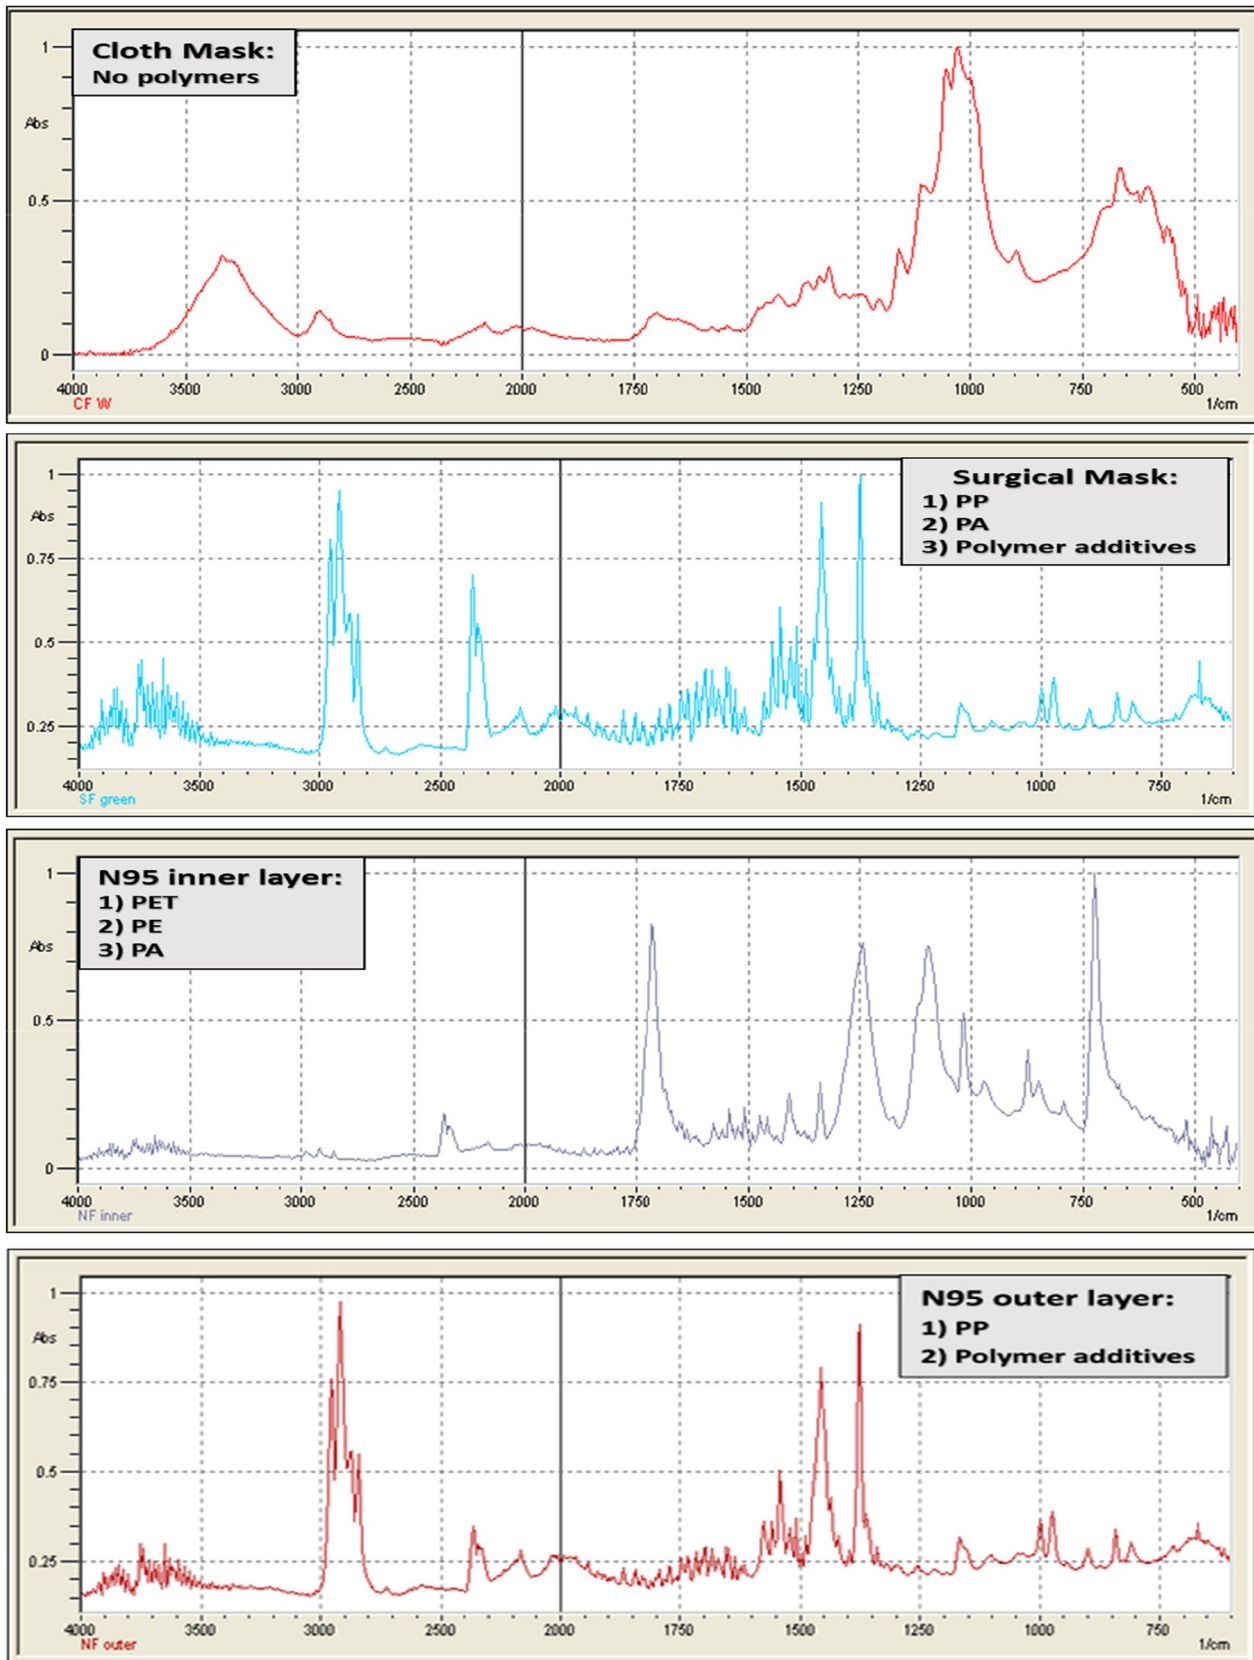 Cloth Mask:
No polymers
1
Abs
0.5
0
4000 3500 3000 2500 2000 1750 1500 1250 1000 750 500
CF W 1/cm
Surgical Mask:
1) PP
2) PA
3) Polymer additives
1
Abs
0.75
0.5
0.25
4000 3500 3000 2500 2000 1750 1500 1250 1000 750
SF green 1/cm
N95 inner layer:
1) PET
2) PE
3) PA
1
Abs
0.5
0
4000 3500 3000 2500 2000 1750 1500 1250 1000 750 500
NF inner 1/cm
N95 outer layer:
1) PP
2) Polymer additives
1
Abs
0.75
0.5
0.25
4000 3500 3000 2500 2000 1750 1500 1250 1000 750
NF outer 1/cm